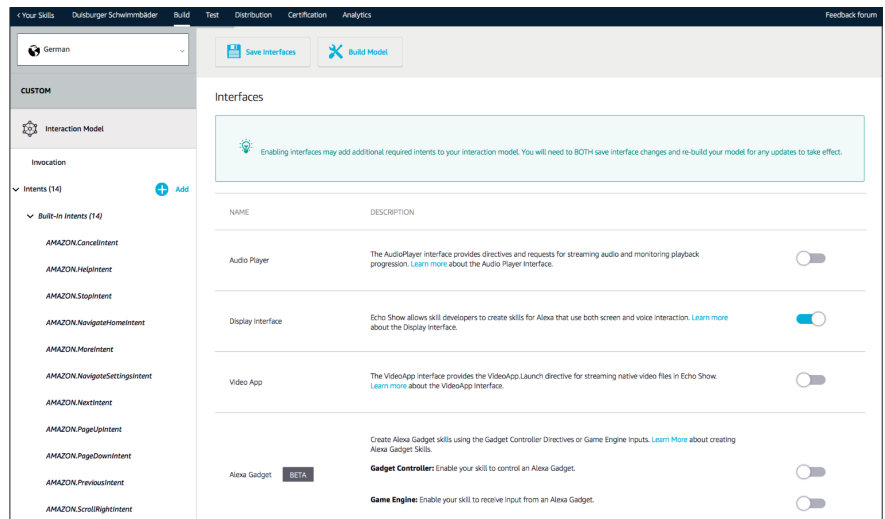 < Your Skills Duisburger Schwimmbäder Build Test Distribution Certification Analytics Feedback forum
German
Save Interfaces Build Model
CUSTOM
Interfaces
Interaction Model
Enabling interfaces may add additional required intents to your interaction model. You will need to BOTH save interface changes and re-build your model for any updates to take effect.
Invocation
Intents (14) Add
Built-In Intents (14)
NAME DESCRIPTION
AMAZON.CancelIntent
AMAZON.HelpIntent
AMAZON.StopIntent
AMAZON.NavigateHomeIntent
AMAZON.MoreIntent
AMAZON.NavigateSettingsIntent
AMAZON.NextIntent
AMAZON.PageUpIntent
AMAZON.PageDownIntent
AMAZON.PreviousIntent
AMAZON.ScrollRightIntent
Audio Player
The AudioPlayer interface provides directives and requests for streaming audio and monitoring playback
progression. Learn more about the Audio Player Interface.
Display Interface
Echo Show allows skill developers to create skills for Alexa that use both screen and voice interaction. Learn more
about the Display Interface.
Video App
The VideoApp interface provides the VideoApp.Launch directive for streaming native video files in Echo Show.
Learn more about the VideoApp Interface.
Alexa Gadget BETA
Create Alexa Gadget skills using the Gadget Controller Directives or Game Engine Inputs. Learn More about creating
Alexa Gadget Skills.
Gadget Controller: Enable your skill to control an Alexa Gadget.
Game Engine: Enable your skill to receive input from an Alexa Gadget.